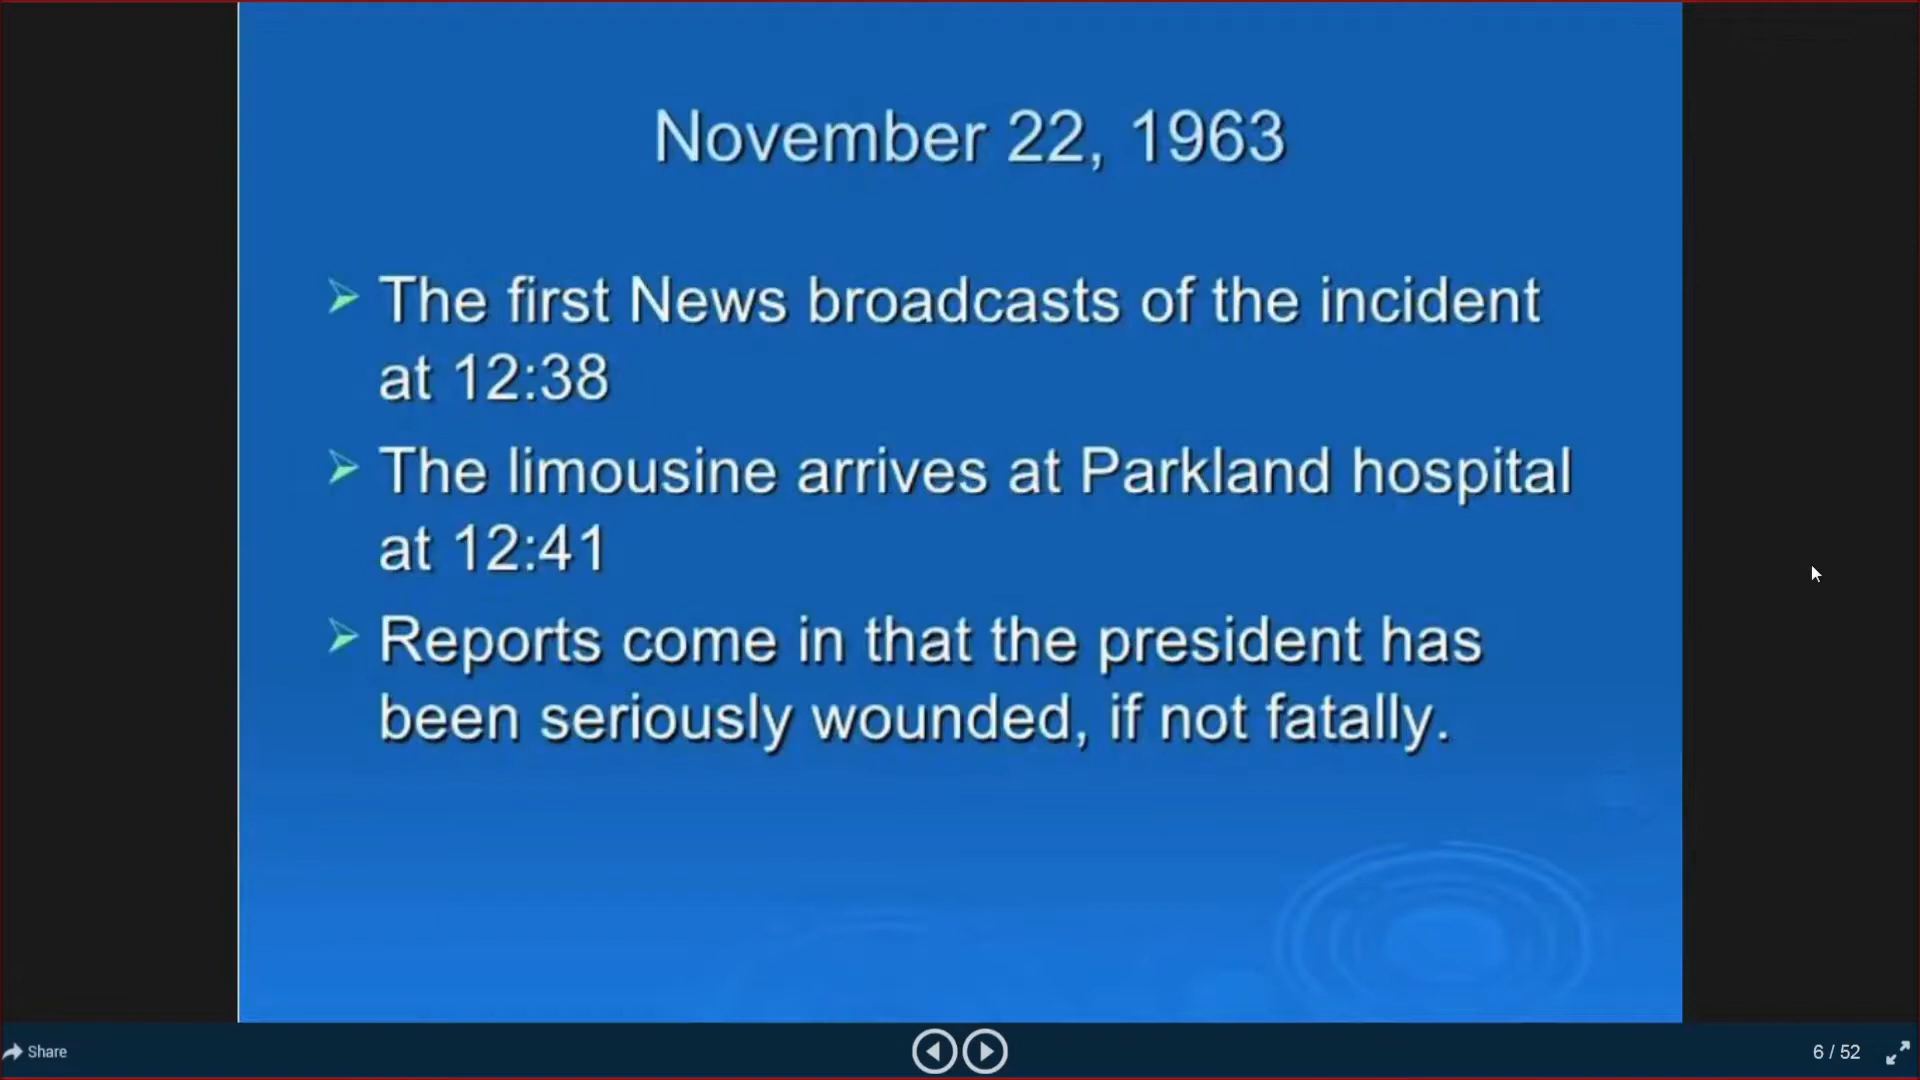 November 22, 1963
The first News broadcasts of the incident
at 12:38
The limousine arrives at Parkland hospital
at 12:41
Reports come in that the president has
been seriously wounded, if not fatally.
Share
6 / 52